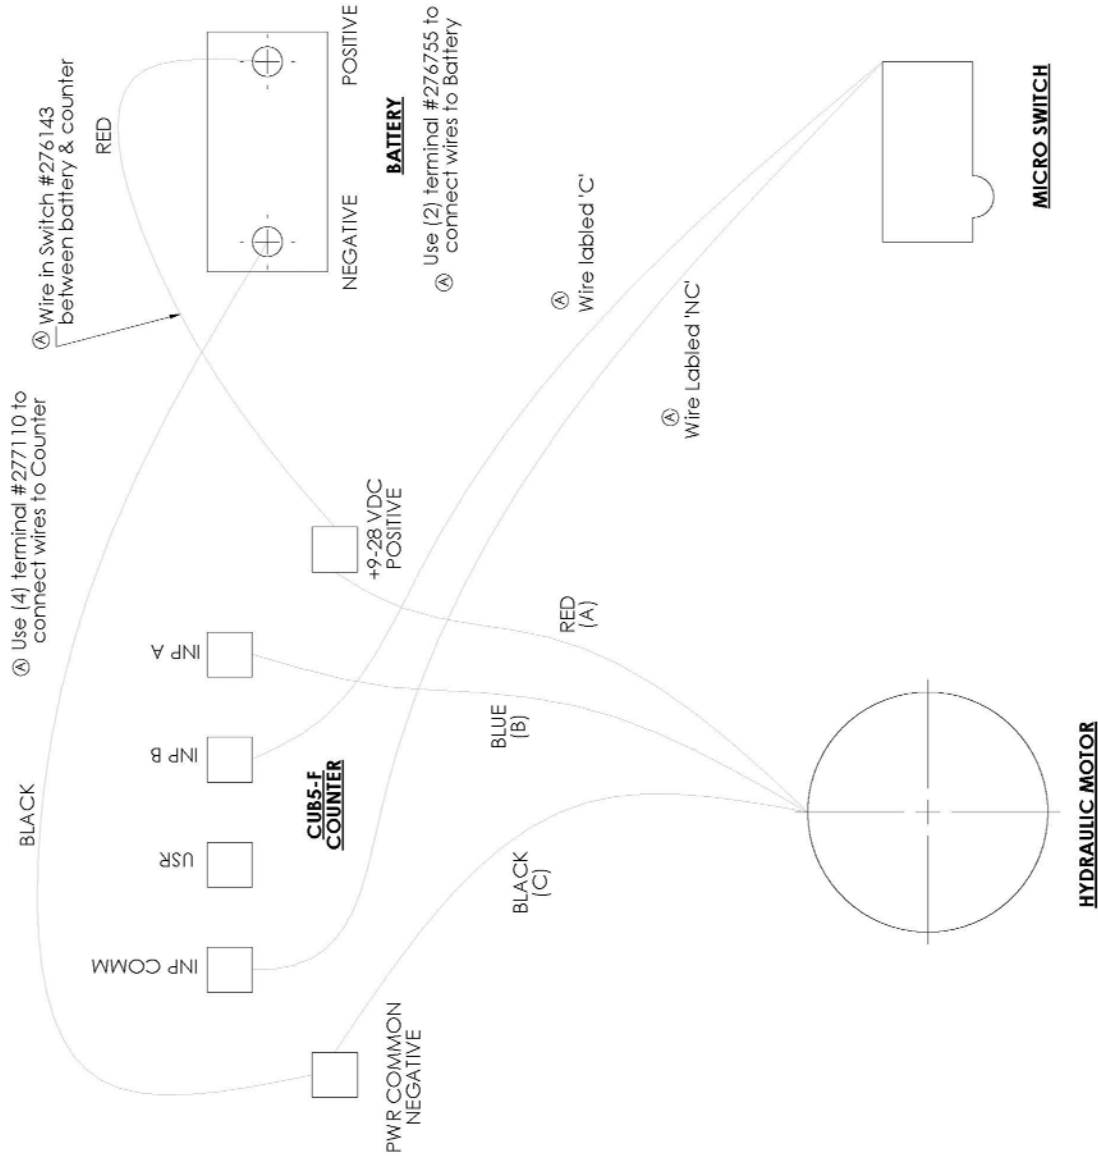 Ⓐ Use (4) terminal #277110 to
connect wires to Counter
Ⓐ Wire in Switch #276143
between battery & counter
BLACK
RED
INP COMM
USR
INP B
INP A
NEGATIVE
POSITIVE
BATTERY
CUB5-F
COUNTER
PWR COMMON
NEGATIVE
+9-28 VDC
POSITIVE
Ⓐ Use (2) terminal #276755 to
connect wires to Battery
BLACK
(C)
BLUE
(B)
RED
(A)
Ⓐ
Wire labled 'C'
Ⓐ
Wire Labled 'NC'
HYDRAULIC MOTOR
MICRO SWITCH